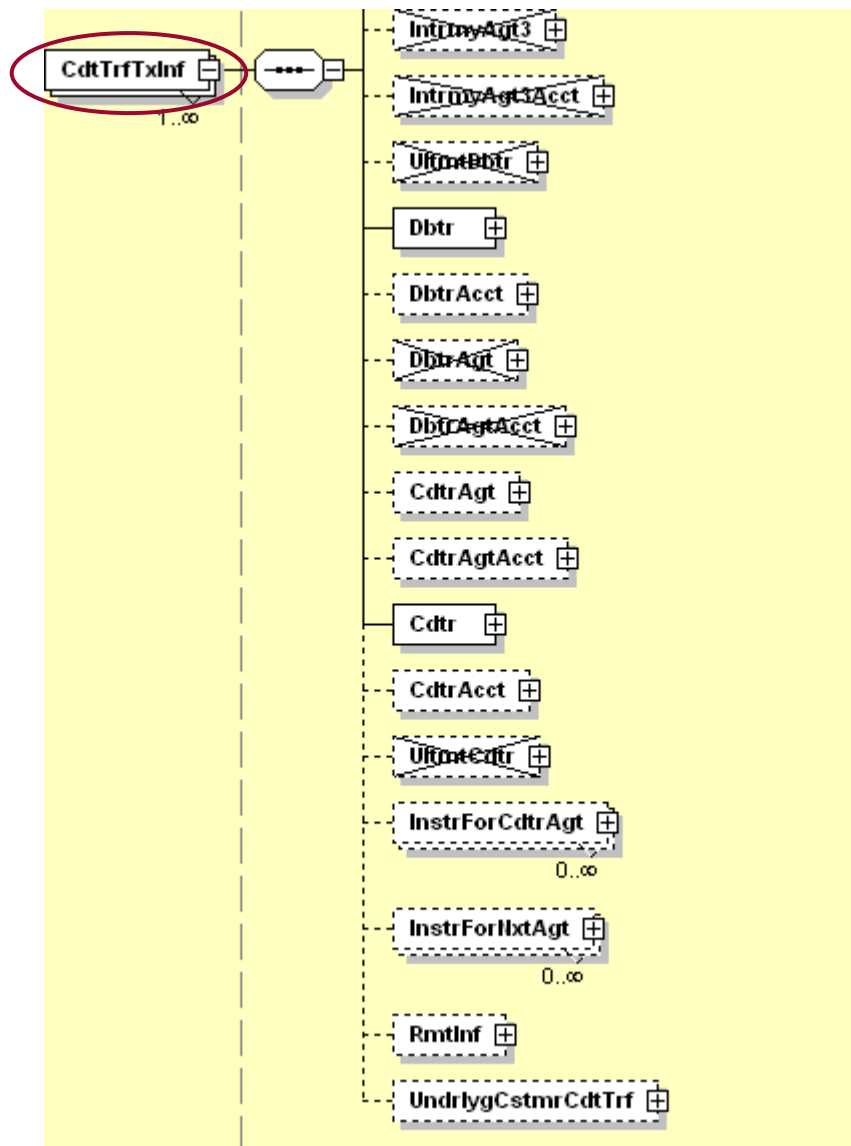 IntrmyAgt3
CdtTrfTxInf
1..∞
IntrmyAgt3Acct
UltmtDbtr
Dbtr
DbtrAcct
DbtrAgt
DbtrAgtAcct
CdtrAgt
CdtrAgtAcct
Cdtr
CdtrAcct
UltmtCdtr
InstrForCdtrAgt
0..∞
InstrForNxtAgt
0..∞
RmtInf
UndrlygCstmrCdtTrf